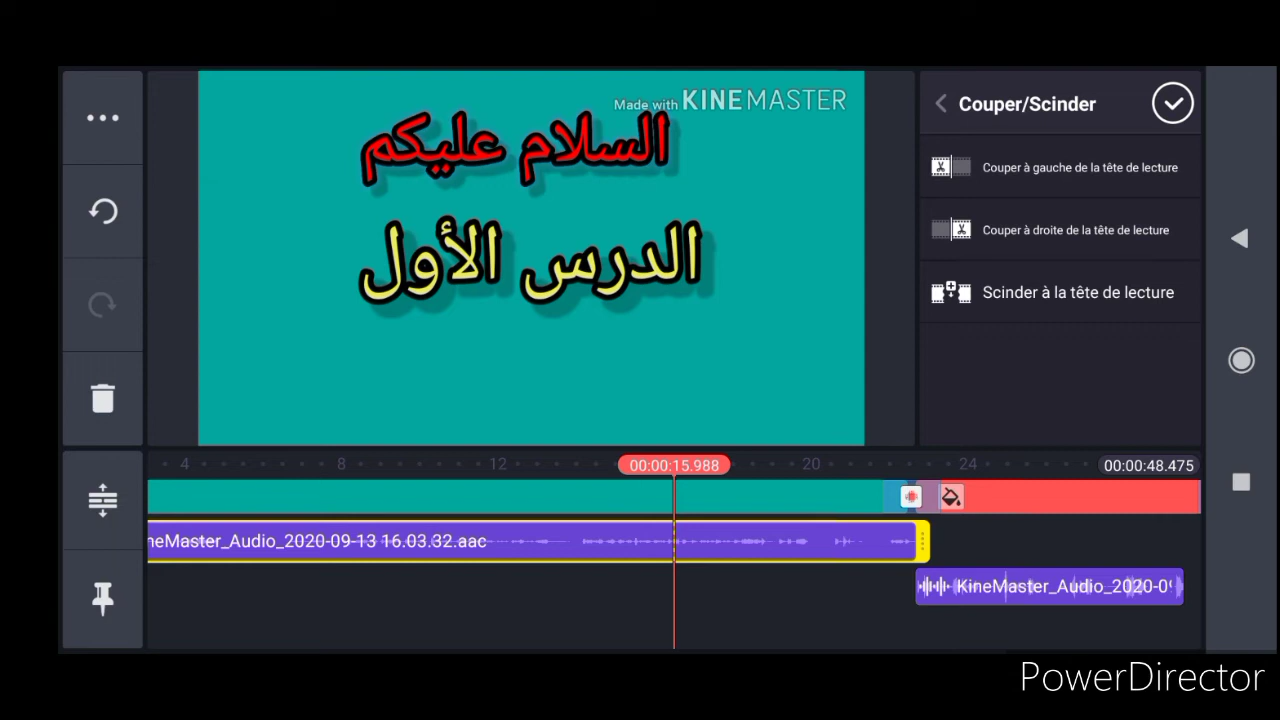 Made with KINEMASTER
السلام عليكم
الدرس الأول
Couper/Scinder
Couper à gauche de la tête de lecture
Couper à droite de la tête de lecture
Scinder à la tête de lecture
4 8 12 00:00:15.988 20 24 00:00:48.475
neMaster_Audio_2020-09-13 16.03.32.aac
KineMaster_Audio_2020-09
PowerDirector